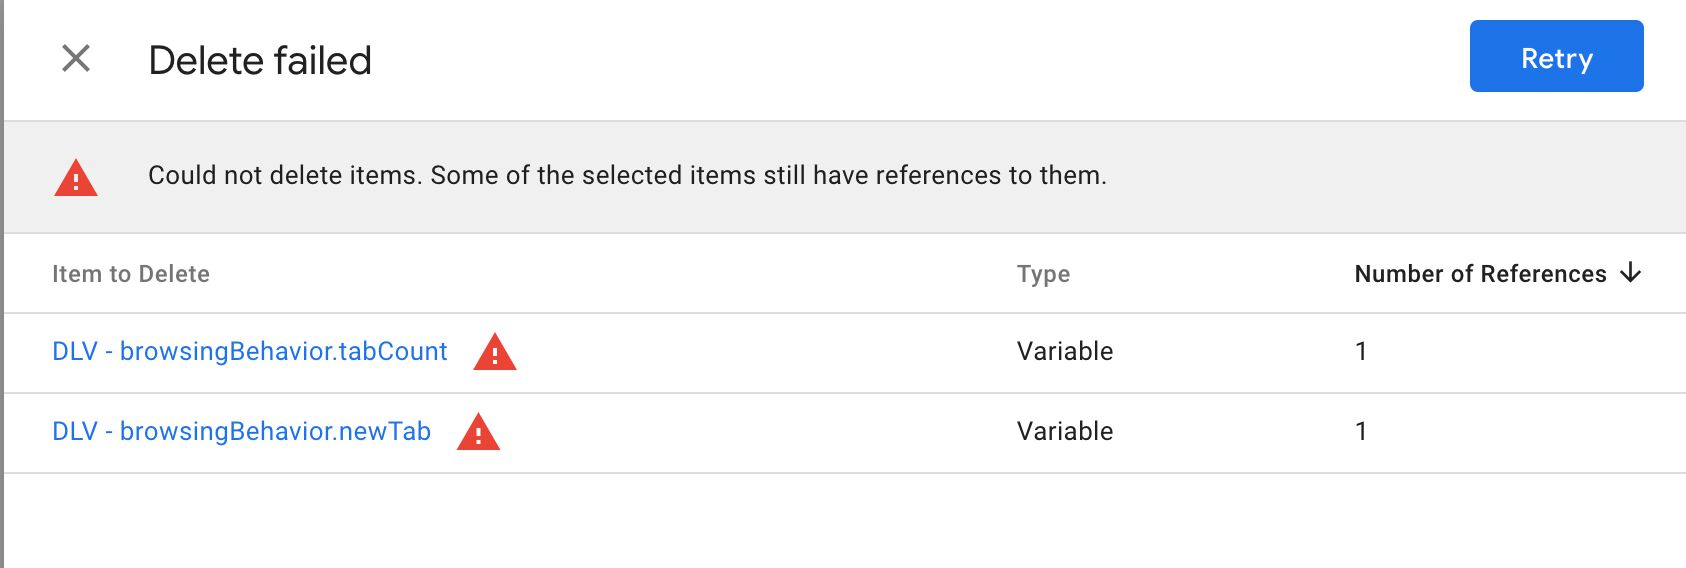 Delete failed
Retry
Could not delete items. Some of the selected items still have references to them.
Item to Delete Type Number of References
DLV - browsingBehavior.tabCount Variable 1
DLV - browsingBehavior.newTab Variable 1